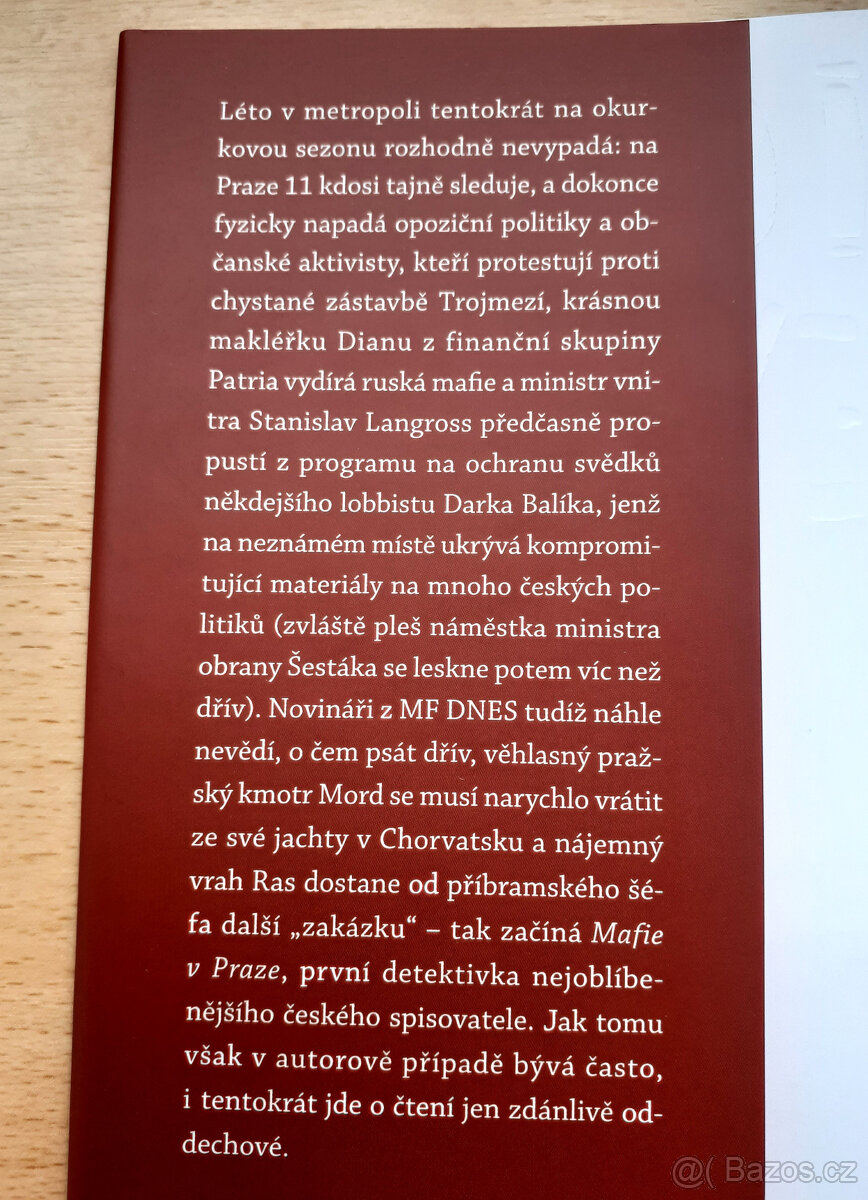 Léto v metropoli tentokrát na okur-
kovou sezonu rozhodně nevypadá: na
Praze 11 kdosi tajně sleduje, a dokonce
fyzicky napadá opoziční politiky a ob-
čanské aktivisty, kteří protestují proti
chystané zástavbě Trojmezí, krásnou
makléřku Dianu z finanční skupiny
Patria vydírá ruská mafie a ministr vni-
tra Stanislav Langross předčasně pro-
pustí z programu na ochranu svědků
někdejšího lobbistu Darka Balíka, jenž
na neznámém místě ukrývá kompromi-
tující materiály na mnoho českých po-
litiků (zvláště pleš náměstka ministra
obrany Šestáka se leskne potem víc než
dřív). Novináři z MF DNES tudíž náhle
nevědí, o čem psát dřív, věhlasný praž-
ský kmotr Mord se musí narychlo vrátit
ze své jachty v Chorvatsku a nájemný
vrah Ras dostane od příbramského šé-
fa další „zakázku“ – tak začíná Mafie
v Praze, první detektivka nejoblíbe-
nějšího českého spisovatele. Jak tomu
však v autorově případě bývá často,
i tentokrát jde o čtení jen zdánlivě od-
dechové.
@( Bazos.cz